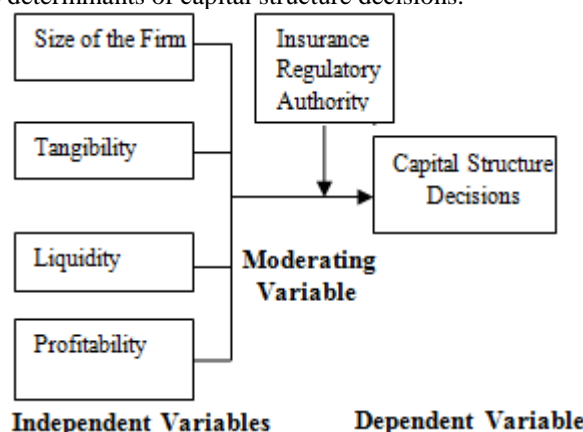 determinants of capital structure decisions.
Size of the Firm
Insurance
Regulatory
Authority
Tangibility
Capital Structure
Decisions
Liquidity
Moderating
Variable
Profitability
Independent Variables
Dependent Variable